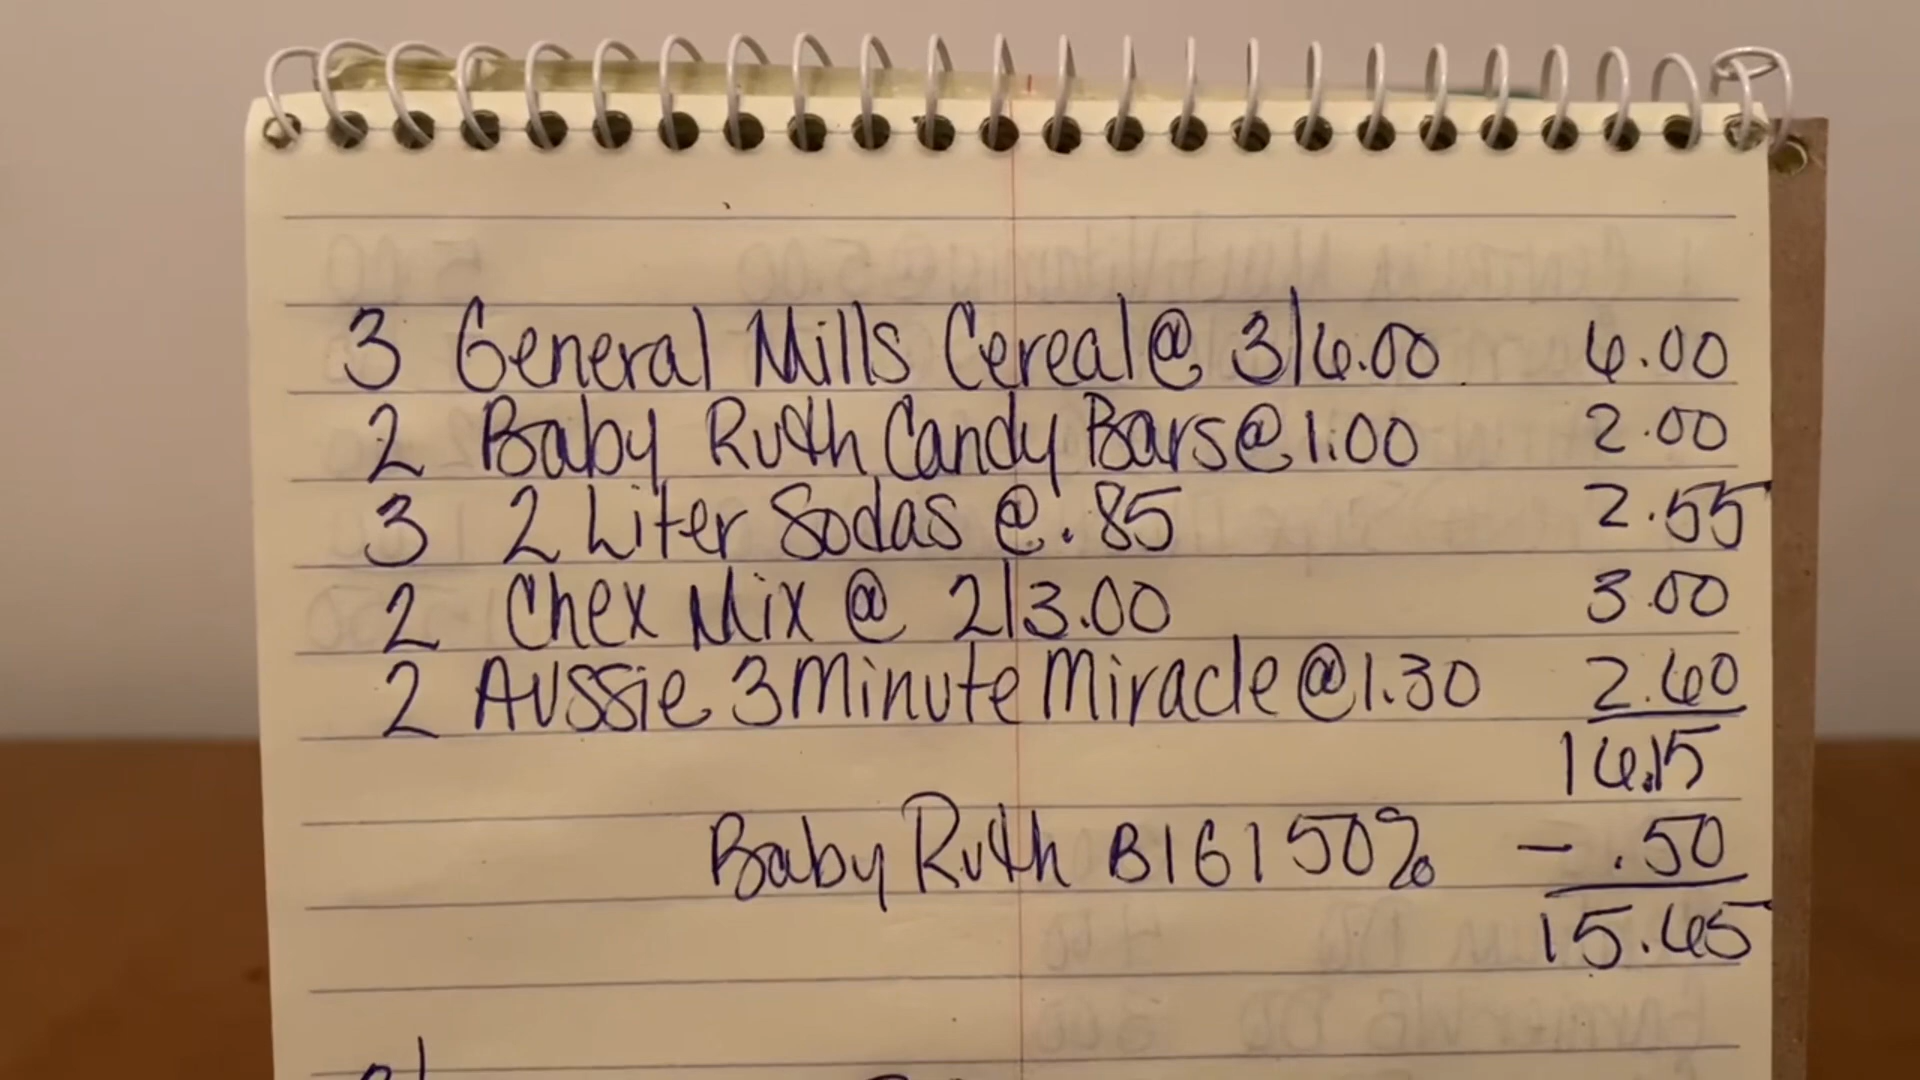 3 General Mills Cereal @ 3/6.00 6.00
2 Baby Ruth Candy Bars @ 1.00 2.00
3 2 Liter Sodas @ .85 2.55
2 Chex Mix @ 2/3.00 3.00
2 Aussie 3 Minute Miracle @ 1.30 2.60
16.15
Baby Ruth B1G1 50% - .50
15.65